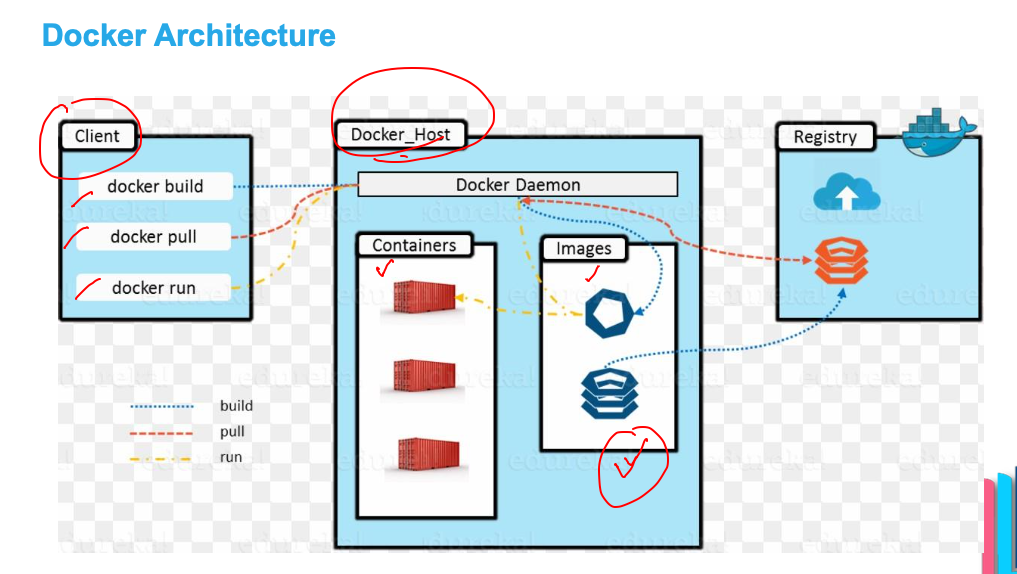 Docker Architecture
Client
docker build
docker pull
docker run
Docker_Host
Docker Daemon
Containers
Images
Registry
build
pull
run
edureka!